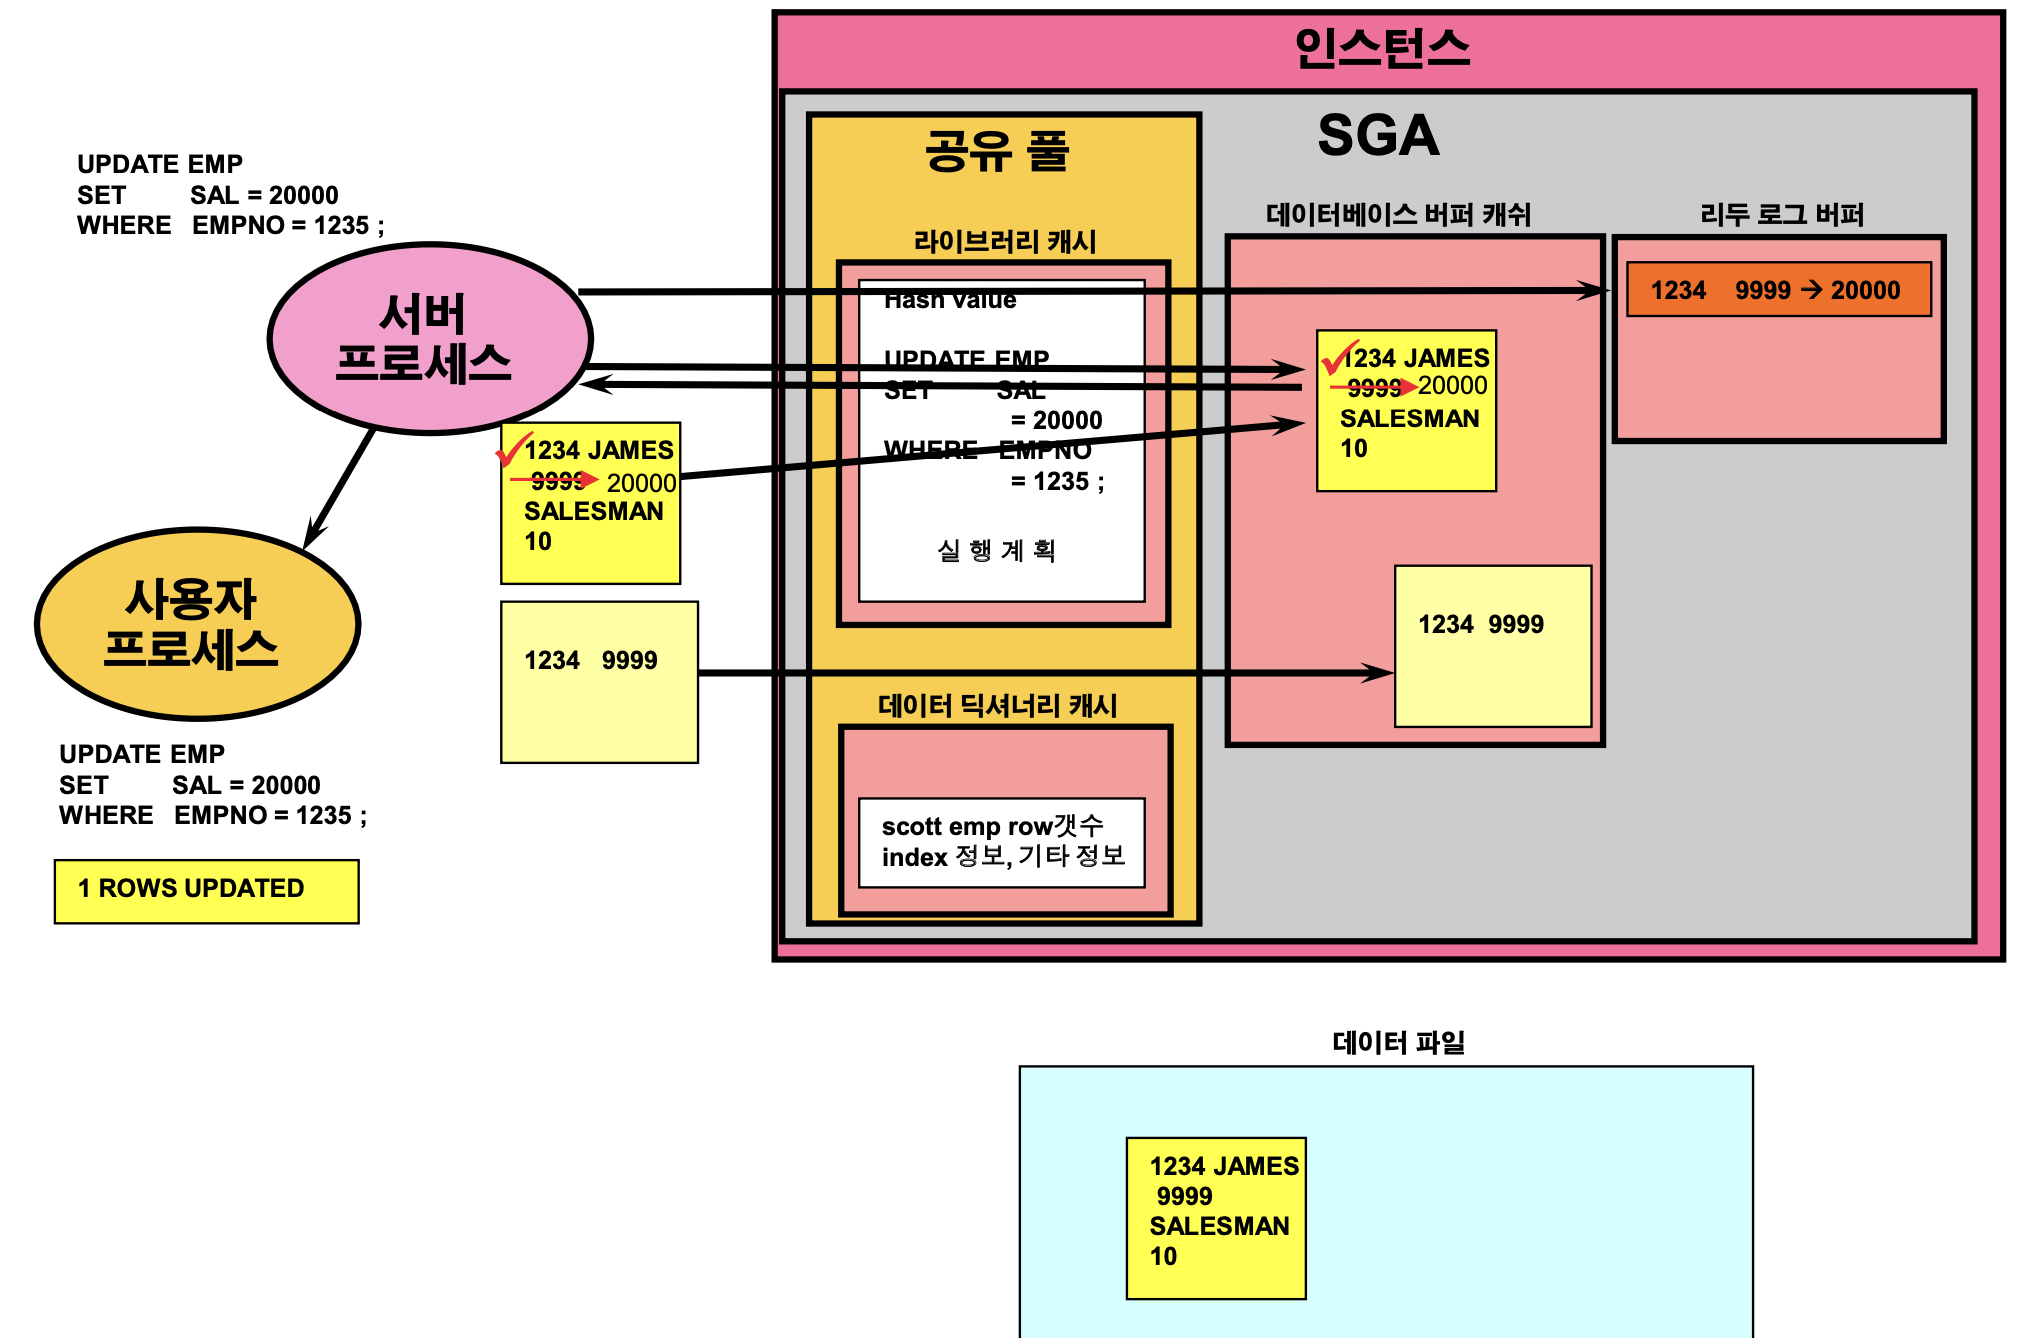 인스턴스
SGA
공유 풀
UPDATE EMP
SET SAL = 20000
WHERE EMPNO = 1235 ;
서버
프로세스
라이브러리 캐시
Hash value
UPDATE EMP
SET SAL
= 20000
WHERE EMPNO
= 1235 ;
실 행 계 획
데이터베이스 버퍼 캐쉬
리두 로그 버퍼
1234 9999 → 20000
1234 JAMES
9999 20000
SALESMAN
10
1234 JAMES
9999 20000
SALESMAN
10
1234 9999
1234 9999
사용자
프로세스
UPDATE EMP
SET SAL = 20000
WHERE EMPNO = 1235 ;
1 ROWS UPDATED
데이터 딕셔너리 캐시
scott emp row갯수
index 정보, 기타 정보
데이터 파일
1234 JAMES
9999
SALESMAN
10